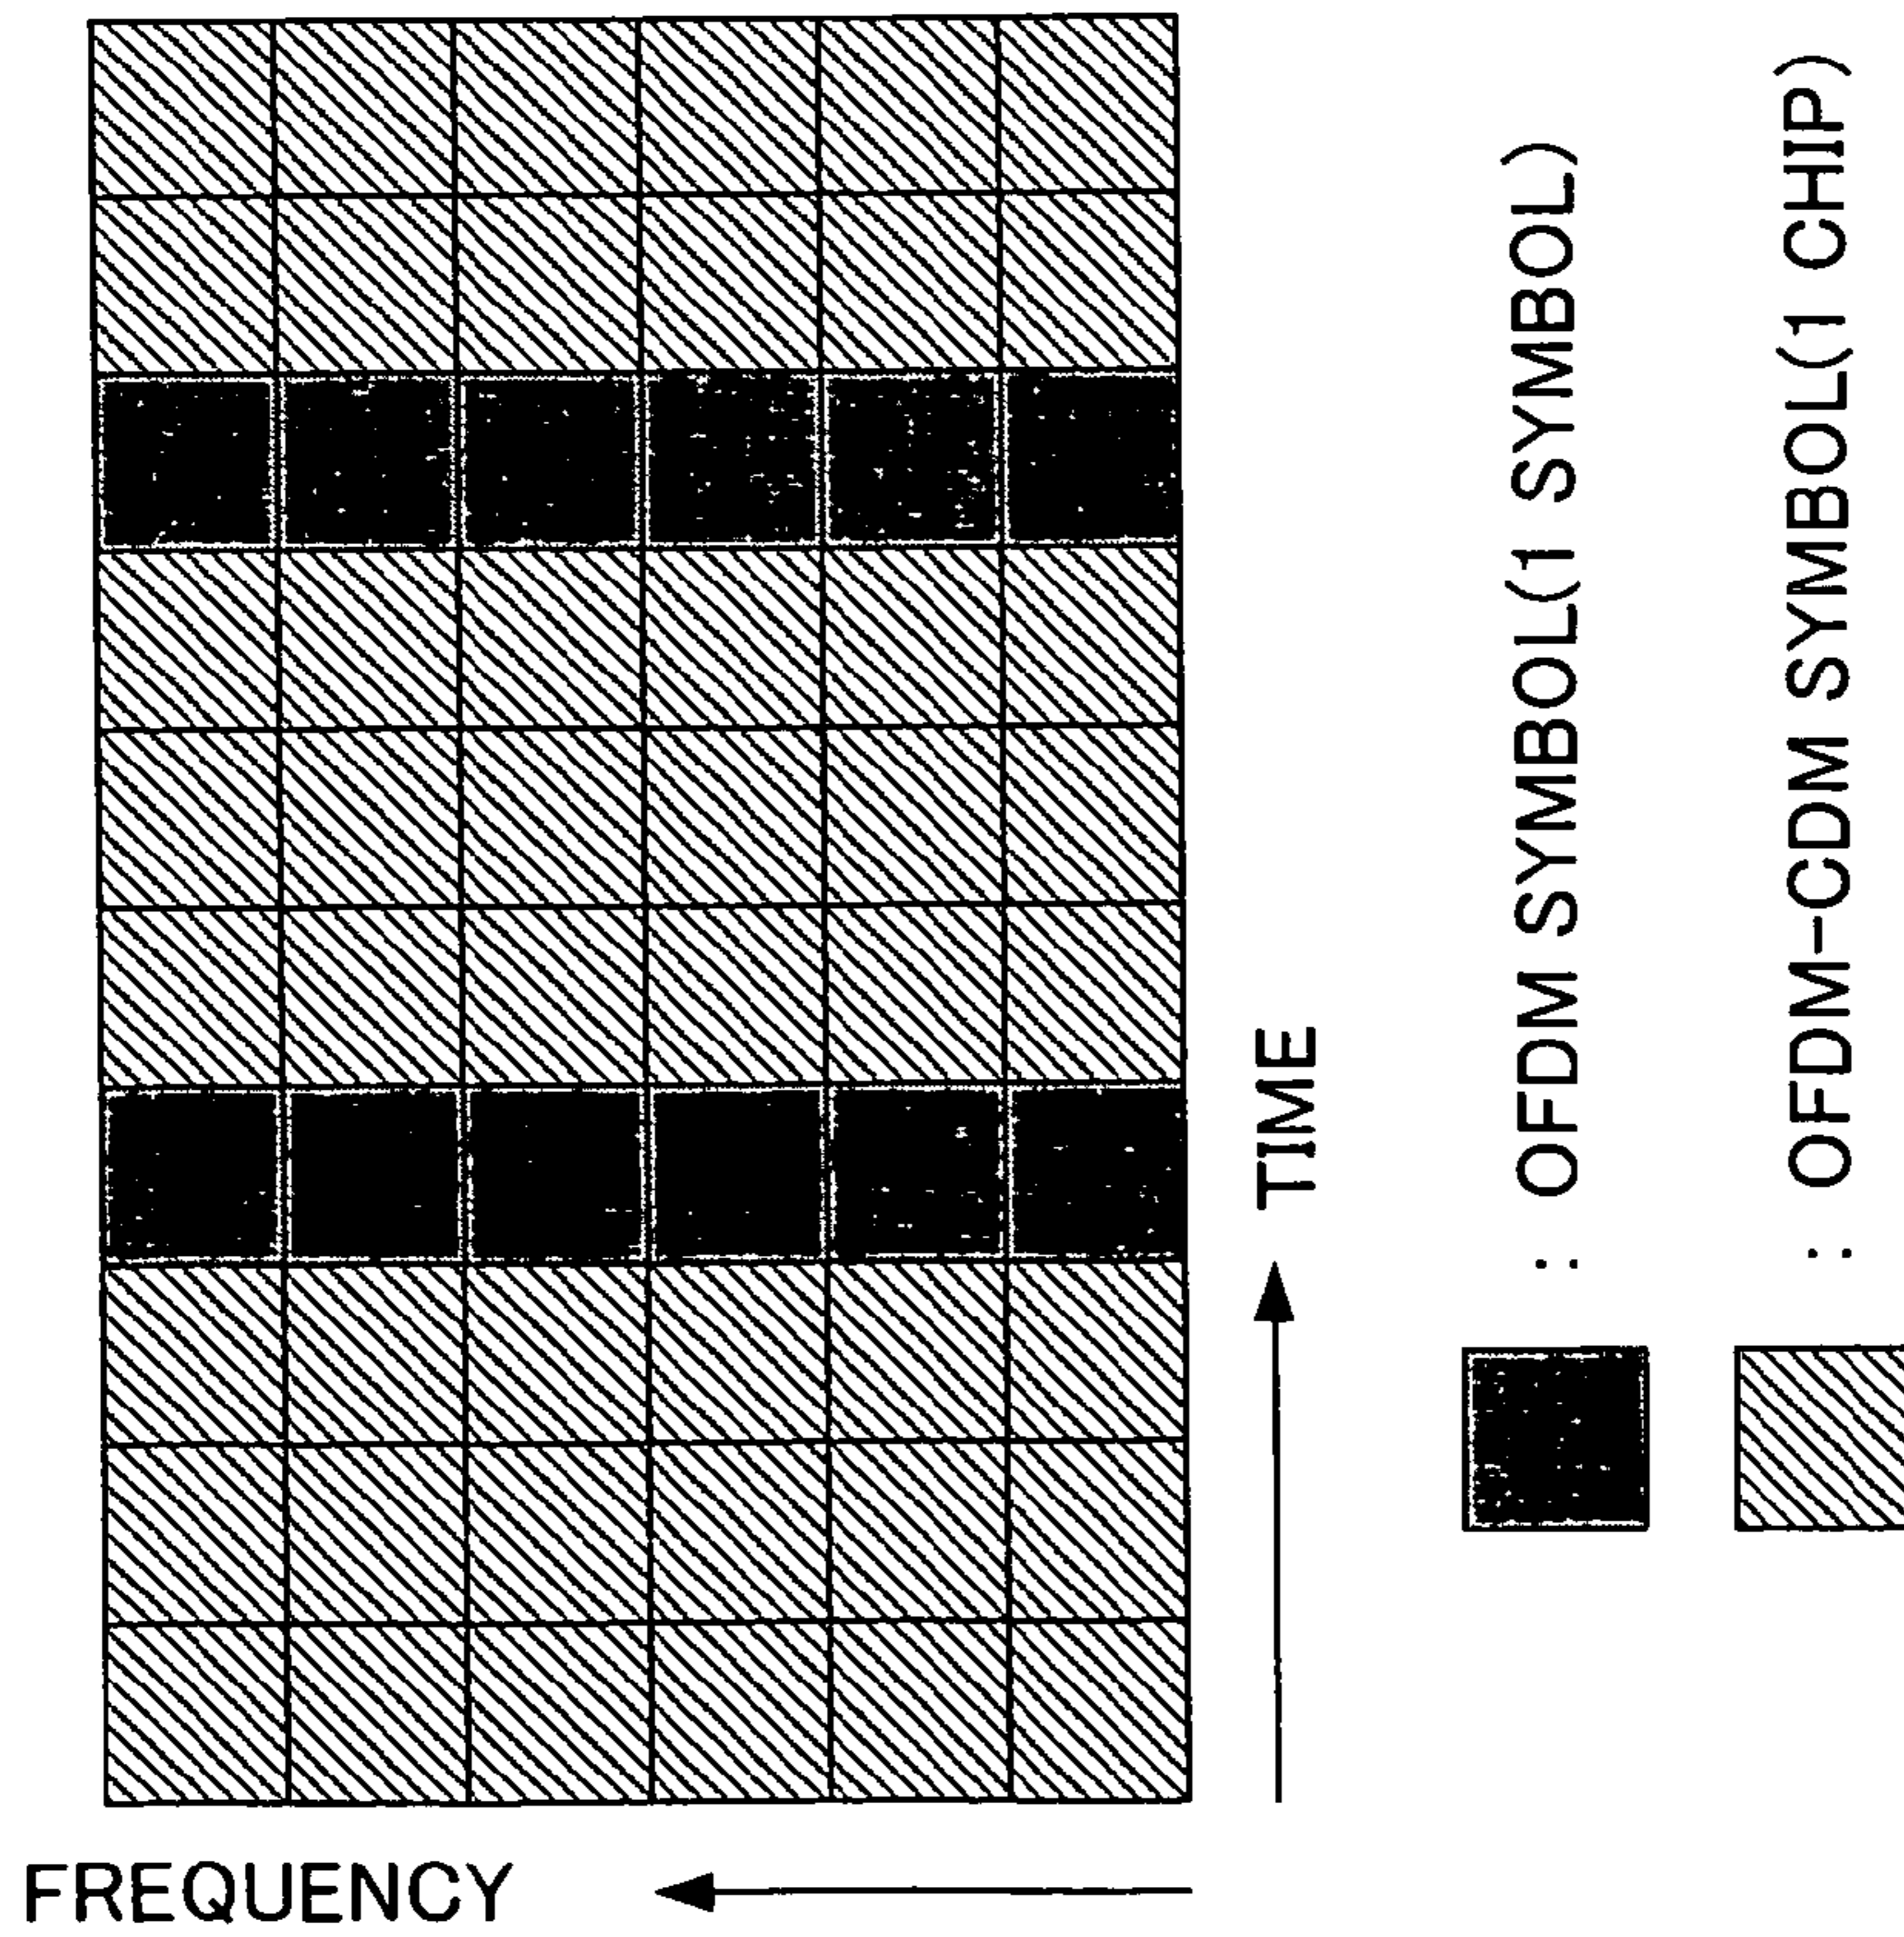 FREQUENCY
TIME
: OFDM SYMBOL(1 SYMBOL)
: OFDM-CDM SYMBOL(1 CHIP)